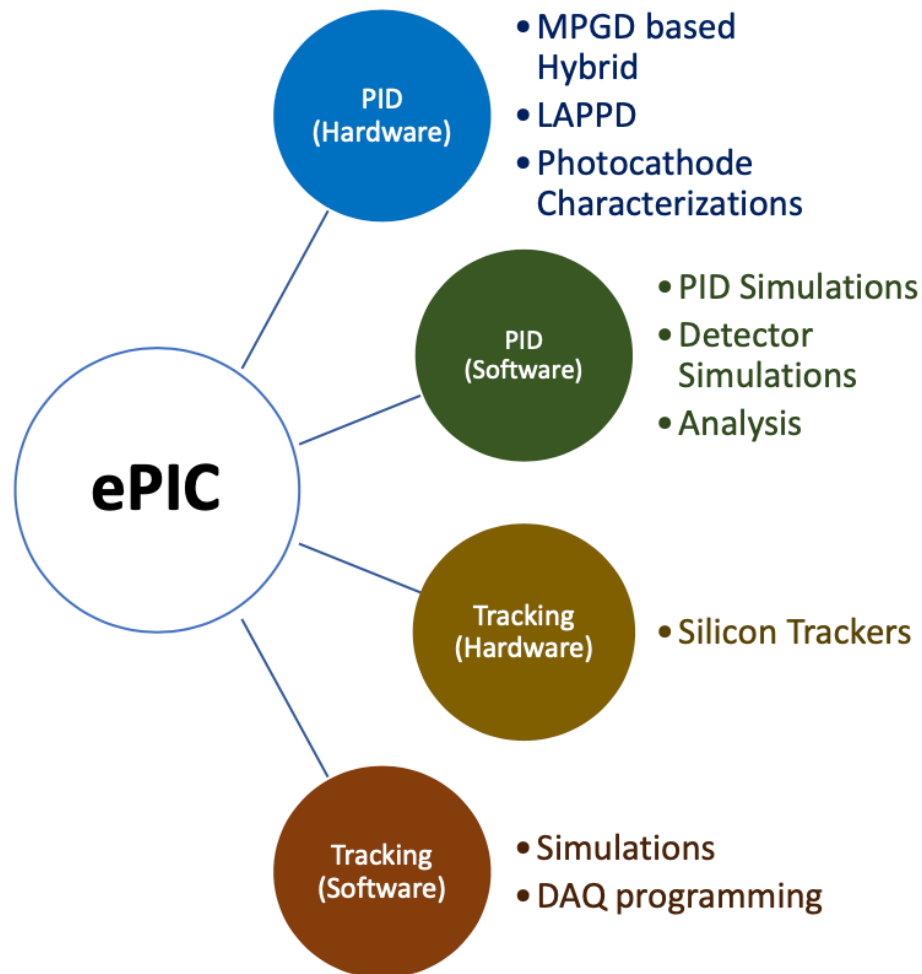 PID
(Hardware)
• MPGD based
Hybrid
• LAPPD
• Photocathode
Characterizations
PID
(Software)
• PID Simulations
• Detector
Simulations
• Analysis
ePIC
Tracking
(Hardware)
• Silicon Trackers
Tracking
(Software)
• Simulations
• DAQ programming